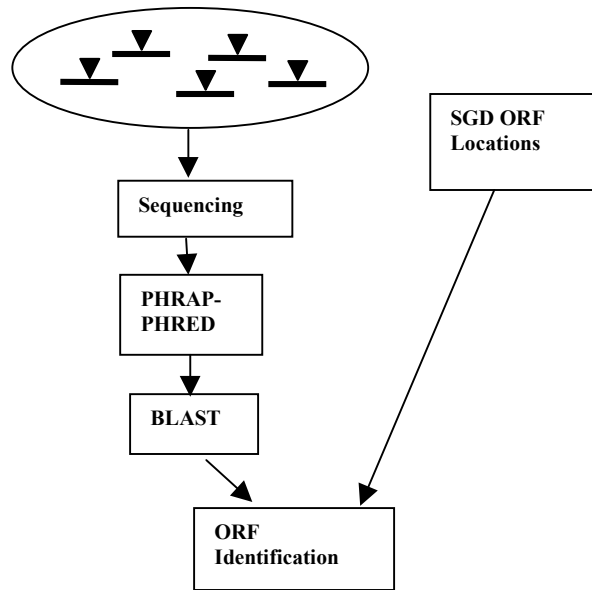 SGD ORF
Locations
Sequencing
PHRAP-
PHRED
BLAST
ORF
Identification